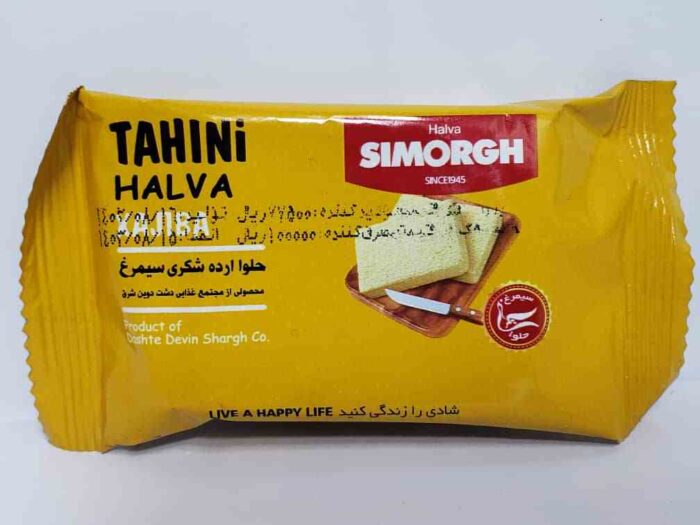 TAHINi
HALVA
Halva
SIMORGH
SINCE1945
حلوا ارده شکری سیمرغ
محصولی از مجتمع غذایی دشت دوین شرق
Product of
Dashte Devin Shargh Co.
سیمرغ
حلوا
LIVE A HAPPY LIFE شادی را زندگی کنید